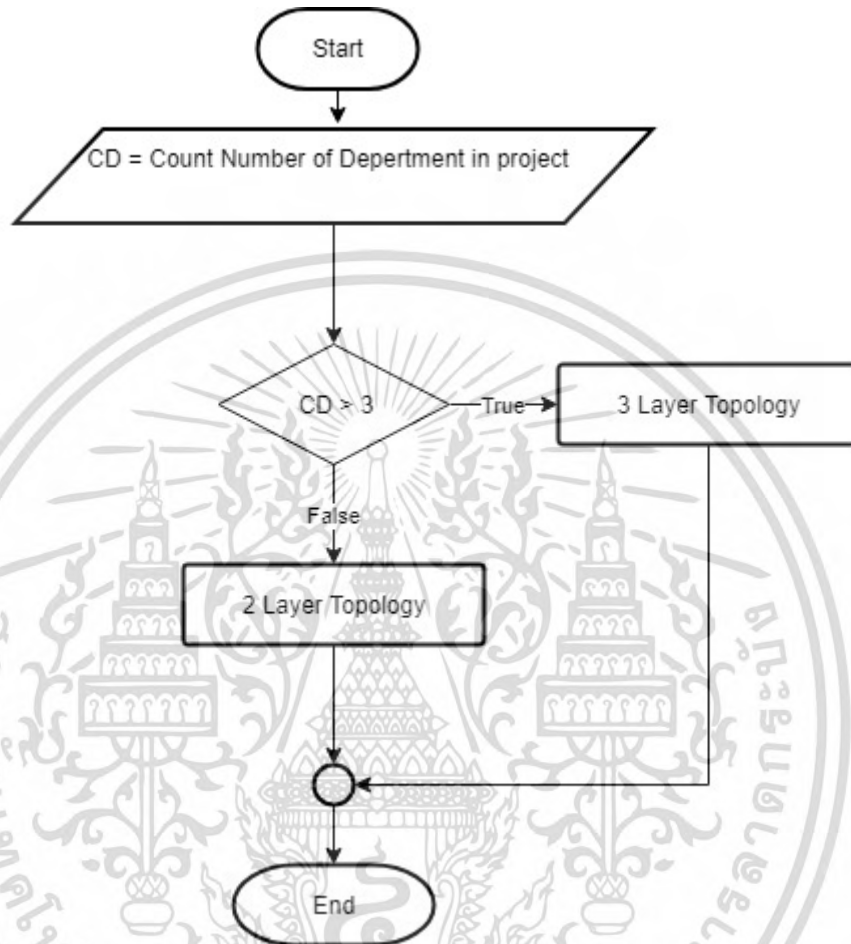 Start
CD = Count Number of Depertment in project
CD > 3
True
3 Layer Topology
False
2 Layer Topology
End